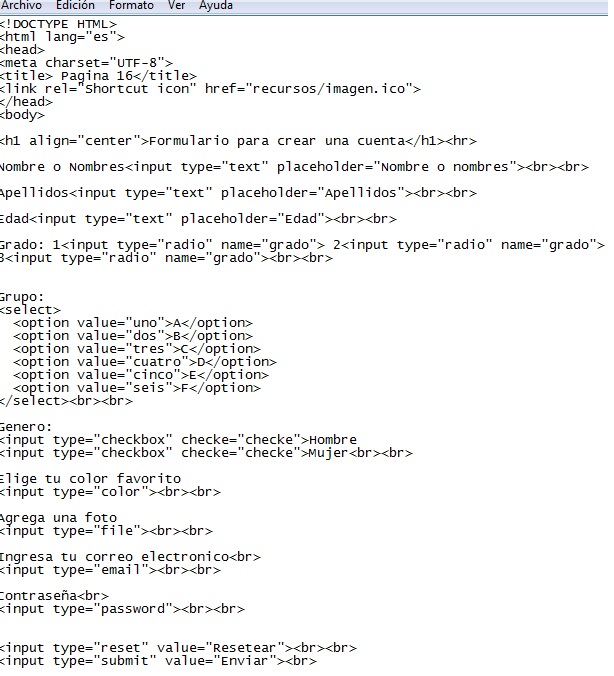 Archivo Edición Formato Ver Ayuda
<!DOCTYPE HTML>
<html lang="es">
<head>
<meta charset="UTF-8">
<title> Pagina 16</title>
<link rel="Shortcut icon" href="recursos/imagen.ico">
</head>
<body>
<h1 align="center">Formulario para crear una cuenta</h1><hr>
Nombre o Nombres<input type="text" placeholder="Nombre o nombres"><br><br>
Apellidos<input type="text" placeholder="Apellidos"><br><br>
Edad<input type="text" placeholder="Edad"><br><br>
Grado: 1<input type="radio" name="grado"> 2<input type="radio" name="grado">
3<input type="radio" name="grado"><br><br>
Grupo:
<select>
<option value="uno">A</option>
<option value="dos">B</option>
<option value="tres">C</option>
<option value="cuatro">D</option>
<option value="cinco">E</option>
<option value="seis">F</option>
</select><br><br>
Genero:
<input type="checkbox" checke="checke">Hombre
<input type="checkbox" checke="checke">Mujer<br><br>
Elige tu color favorito
<input type="color"><br><br>
Agrega una foto
<input type="file"><br><br>
Ingresa tu correo electronico<br>
<input type="email"><br><br>
Contraseña<br>
<input type="password"><br><br>
<input type="reset" value="Resetear"><br><br>
<input type="submit" value="Enviar"><br>